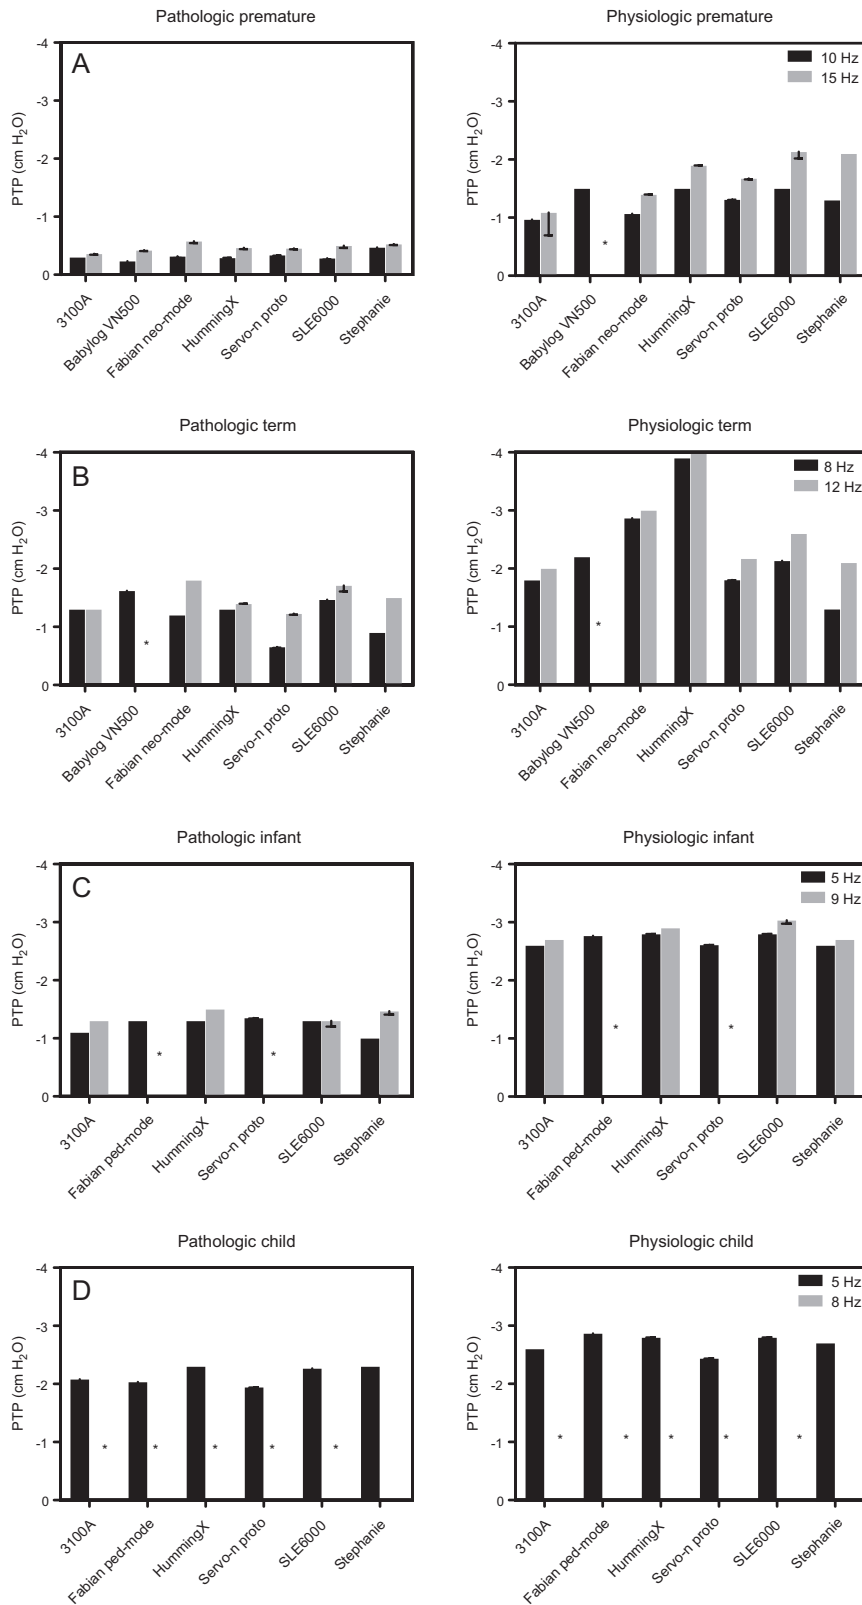 Pathologic premature
A
PTP (cm H2O)
-4
-3
-2
-1
0
3100A
Babylog VN500
Fabian neo-mode
HummingX
Servo-n proto
SLE6000
Stephanie
Physiologic premature
10 Hz
15 Hz
PTP (cm H2O)
-4
-3
-2
-1
0
*
3100A
Babylog VN500
Fabian neo-mode
HummingX
Servo-n proto
SLE6000
Stephanie
Pathologic term
B
PTP (cm H2O)
-4
-3
-2
-1
0
*
3100A
Babylog VN500
Fabian neo-mode
HummingX
Servo-n proto
SLE6000
Stephanie
Physiologic term
8 Hz
12 Hz
PTP (cm H2O)
-4
-3
-2
-1
0
*
3100A
Babylog VN500
Fabian neo-mode
HummingX
Servo-n proto
SLE6000
Stephanie
Pathologic infant
C
PTP (cm H2O)
-4
-3
-2
-1
0
* *
3100A
Fabian ped-mode
HummingX
Servo-n proto
SLE6000
Stephanie
Physiologic infant
5 Hz
9 Hz
PTP (cm H2O)
-4
-3
-2
-1
0
* *
3100A
Fabian ped-mode
HummingX
Servo-n proto
SLE6000
Stephanie
Pathologic child
D
PTP (cm H2O)
-4
-3
-2
-1
0
* * * * *
3100A
Fabian ped-mode
HummingX
Servo-n proto
SLE6000
Stephanie
Physiologic child
5 Hz
8 Hz
PTP (cm H2O)
-4
-3
-2
-1
0
* * * * *
3100A
Fabian ped-mode
HummingX
Servo-n proto
SLE6000
Stephanie